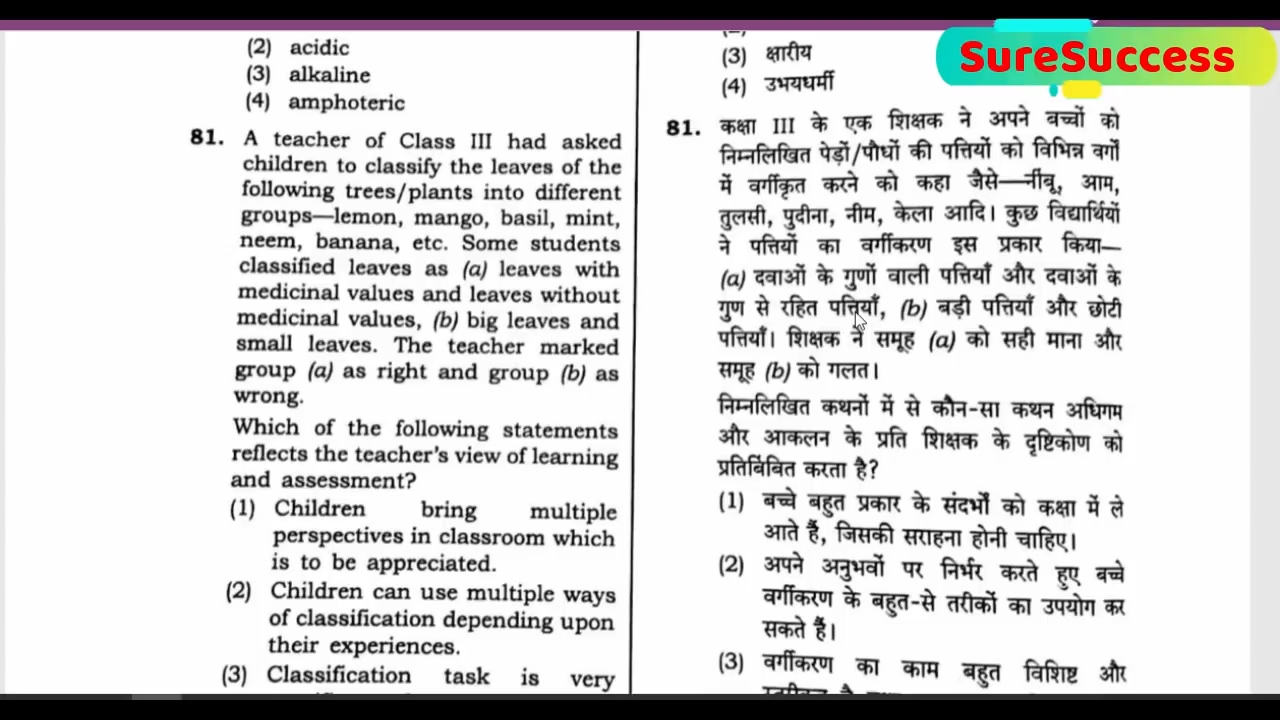 SureSuccess
(2) acidic
(3) alkaline
(4) amphoteric
81. A teacher of Class III had asked
children to classify the leaves of the
following trees/plants into different
groups—lemon, mango, basil, mint,
neem, banana, etc. Some students
classified leaves as (a) leaves with
medicinal values and leaves without
medicinal values, (b) big leaves and
small leaves. The teacher marked
group (a) as right and group (b) as
wrong.
Which of the following statements
reflects the teacher's view of learning
and assessment?
(1) Children bring multiple
perspectives in classroom which
is to be appreciated.
(2) Children can use multiple ways
of classification depending upon
their experiences.
(3) Classification task is very
(3) क्षारीय
(4) उभयधर्मी
81. कक्षा III के एक शिक्षक ने अपने बच्चों को
निम्नलिखित पेड़ों/पौधों की पत्तियों को विभिन्न वर्गों
में वर्गीकृत करने को कहा जैसे—नींबू, आम,
तुलसी, पुदीना, नीम, केला आदि। कुछ विद्यार्थियों
ने पत्तियों का वर्गीकरण इस प्रकार किया—
(a) दवाओं के गुणों वाली पत्तियाँ और दवाओं के
गुण से रहित पत्तियाँ, (b) बड़ी पत्तियाँ और छोटी
पत्तियाँ। शिक्षक ने समूह (a) को सही माना और
समूह (b) को गलत।
निम्नलिखित कथनों में से कौन-सा कथन अधिगम
और आकलन के प्रति शिक्षक के दृष्टिकोण को
प्रतिबिंबित करता है?
(1) बच्चे बहुत प्रकार के संदर्भों को कक्षा में ले
आते हैं, जिसकी सराहना होनी चाहिए।
(2) अपने अनुभवों पर निर्भर करते हुए बच्चे
वर्गीकरण के बहुत-से तरीकों का उपयोग कर
सकते हैं।
(3) वर्गीकरण का काम बहुत विशिष्ट और